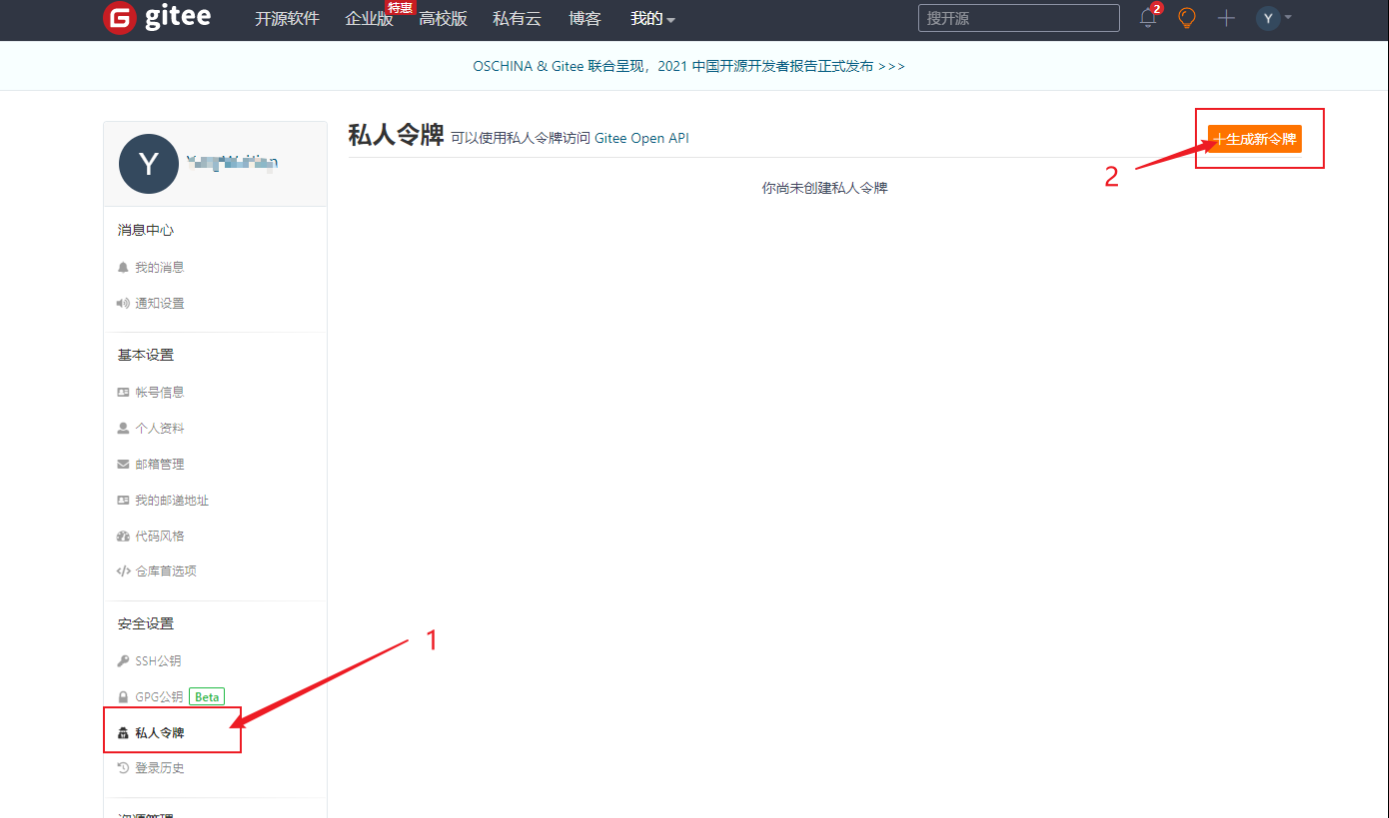 gitee 开源软件 企业版 特惠 高校版 私有云 博客 我的 搜开源 2 Y
OSCHINA & Gitee 联合呈现，2021 中国开源开发者报告正式发布 >>>
Y
私人令牌 可以使用私人令牌访问 Gitee Open API
+生成新令牌
2
你尚未创建私人令牌
消息中心
我的消息
通知设置
基本设置
帐号信息
个人资料
邮箱管理
我的邮递地址
代码风格
仓库首选项
安全设置
1
SSH公钥
GPG公钥 Beta
私人令牌
登录历史